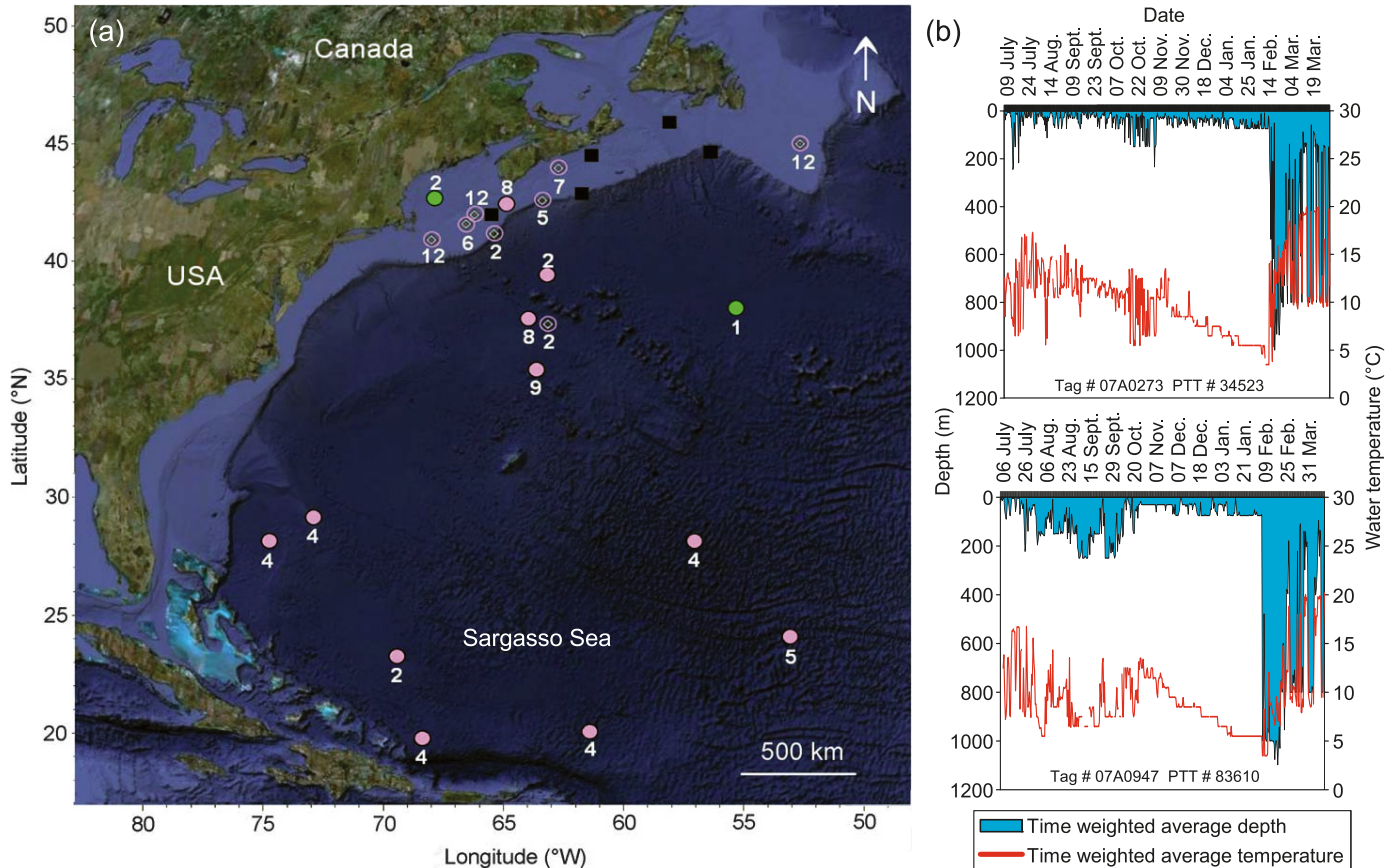 (a)
Canada
N
USA
Sargasso Sea
500 km
50
45
40
35
30
25
20
Latitude (°N)
80
75
70
65
60
55
50
Longitude (°W)
12
2
8
7
12
5
6
2
12
2
1
8
2
9
4
4
4
5
2
4
4
(b)
Date
09 July
24 July
14 Aug.
09 Sept.
23 Sept.
07 Oct.
22 Oct.
09 Nov.
30 Nov.
18 Dec.
04 Jan.
25 Jan.
14 Feb.
04 Mar.
19 Mar.
0
200
400
600
800
1000
1200
30
25
20
15
10
5
0
Tag # 07A0273 PTT # 34523
Depth (m)
Water temperature (°C)
06 July
26 July
06 Aug.
23 Aug.
15 Sept.
29 Sept.
20 Oct.
07 Nov.
07 Dec.
18 Dec.
03 Jan.
21 Jan.
09 Feb.
25 Feb.
31 Mar.
0
200
400
600
800
1000
1200
30
25
20
15
10
5
0
Tag # 07A0947 PTT # 83610
Time weighted average depth
Time weighted average temperature